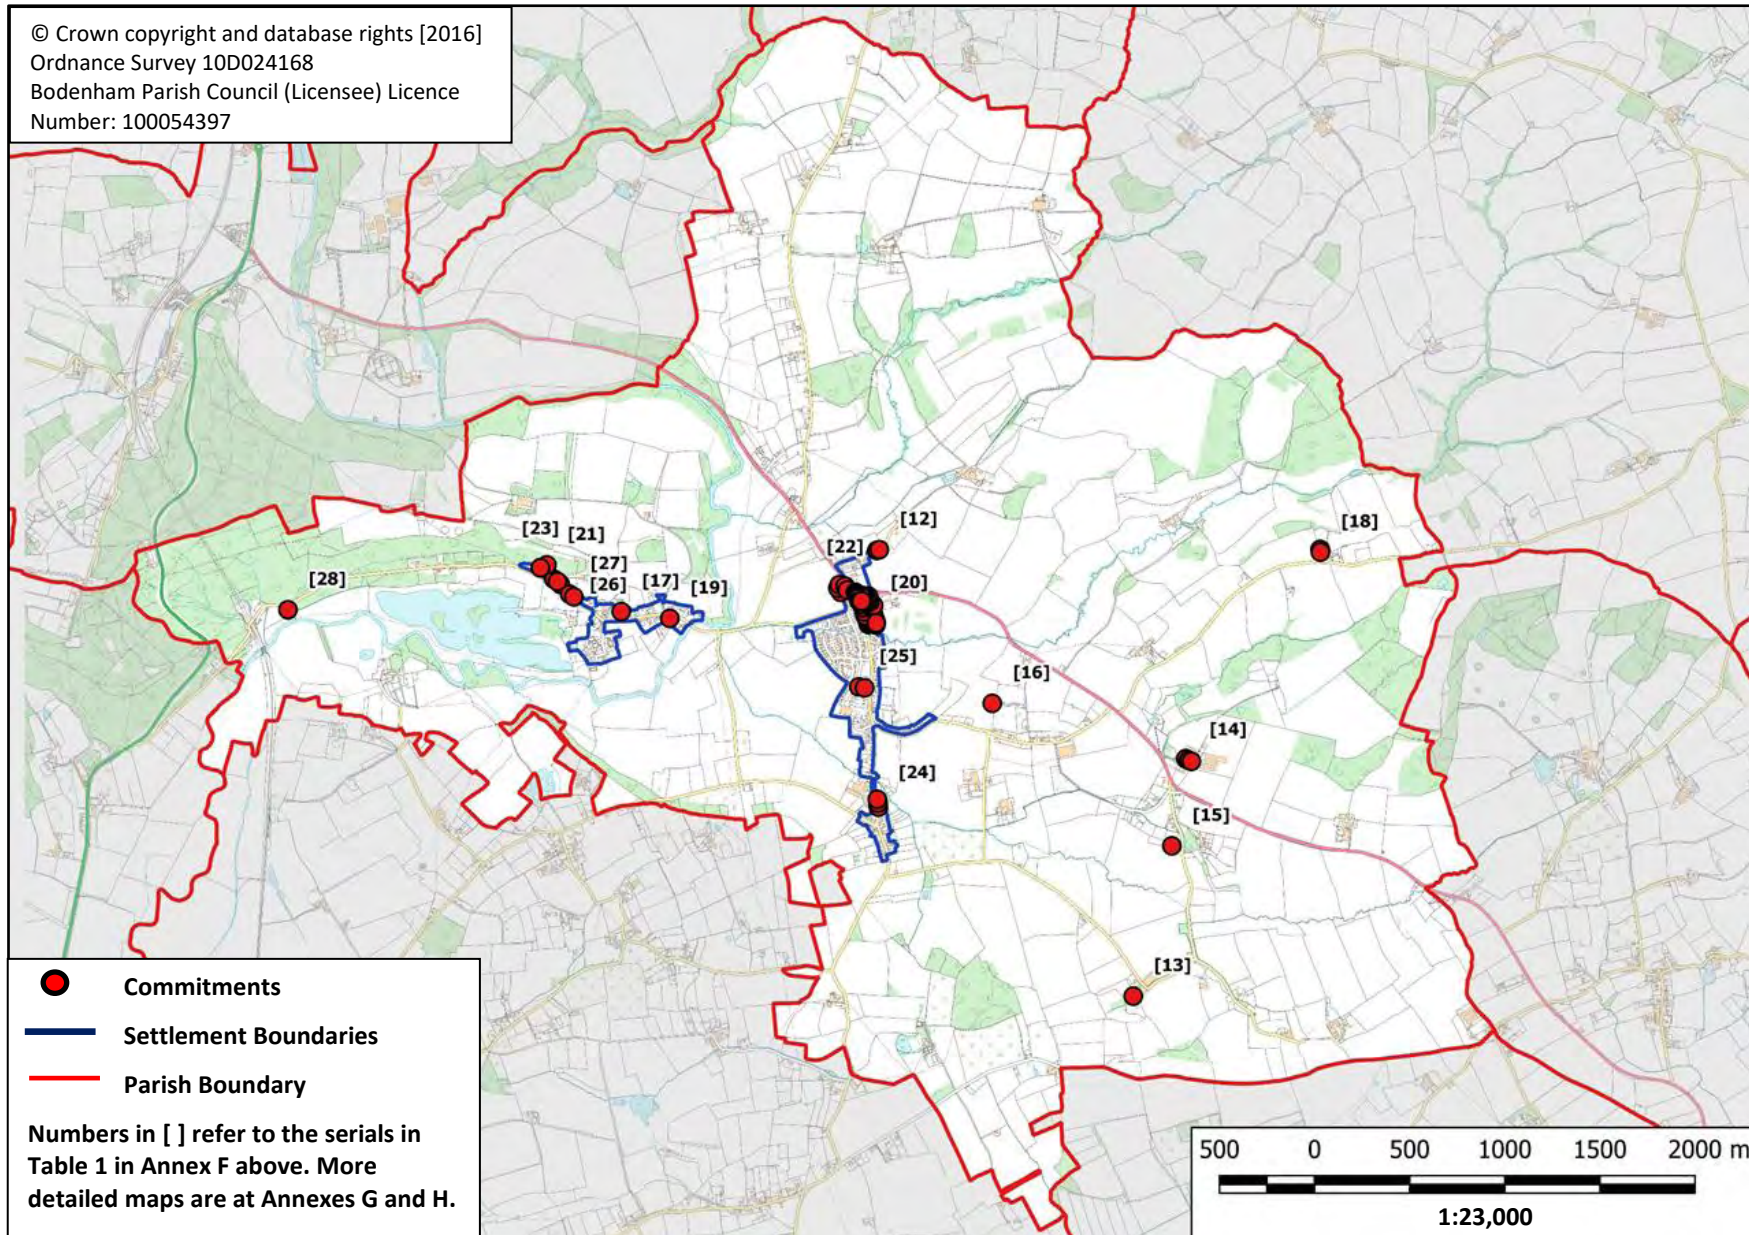 © Crown copyright and database rights [2016]
Ordnance Survey 10D024168
Bodenham Parish Council (Licensee) Licence
Number: 100054397
[12]
[18]
[23]
[21]
[22]
[27]
[28]
[26]
[17]
[19]
[20]
[25]
[16]
[14]
[24]
[15]
[13]
Commitments
Settlement Boundaries
Parish Boundary
Numbers in [ ] refer to the serials in
Table 1 in Annex F above. More
detailed maps are at Annexes G and H.
500 0 500 1000 1500 2000 m
1:23,000